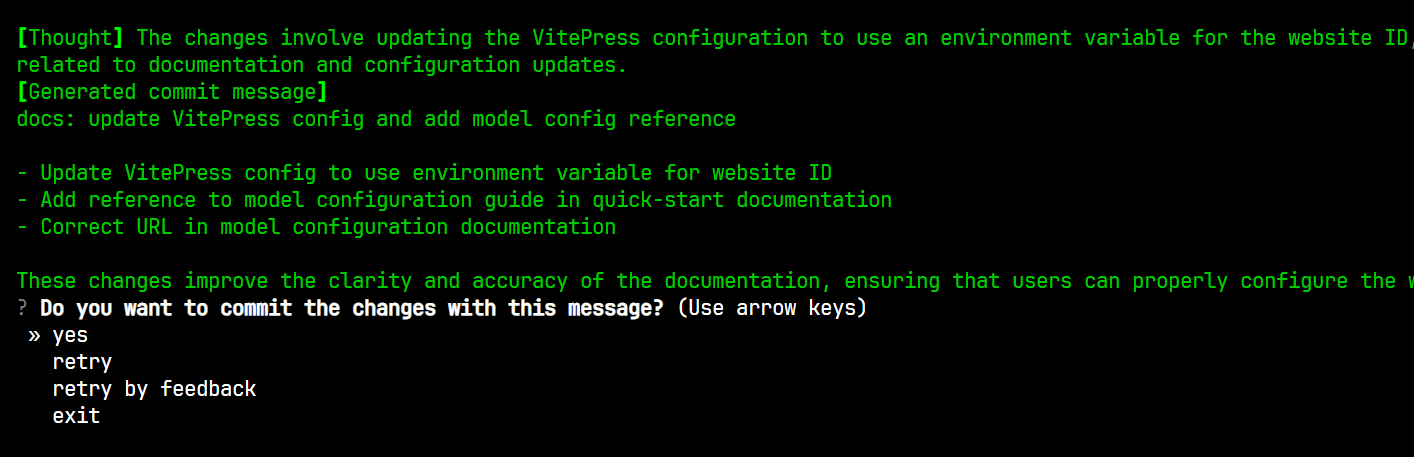 [Thought] The changes involve updating the VitePress configuration to use an environment variable for the website ID,
related to documentation and configuration updates.
[Generated commit message]
docs: update VitePress config and add model config reference
- Update VitePress config to use environment variable for website ID
- Add reference to model configuration guide in quick-start documentation
- Correct URL in model configuration documentation
These changes improve the clarity and accuracy of the documentation, ensuring that users can properly configure the
? Do you want to commit the changes with this message? (Use arrow keys)
» yes
retry
retry by feedback
exit